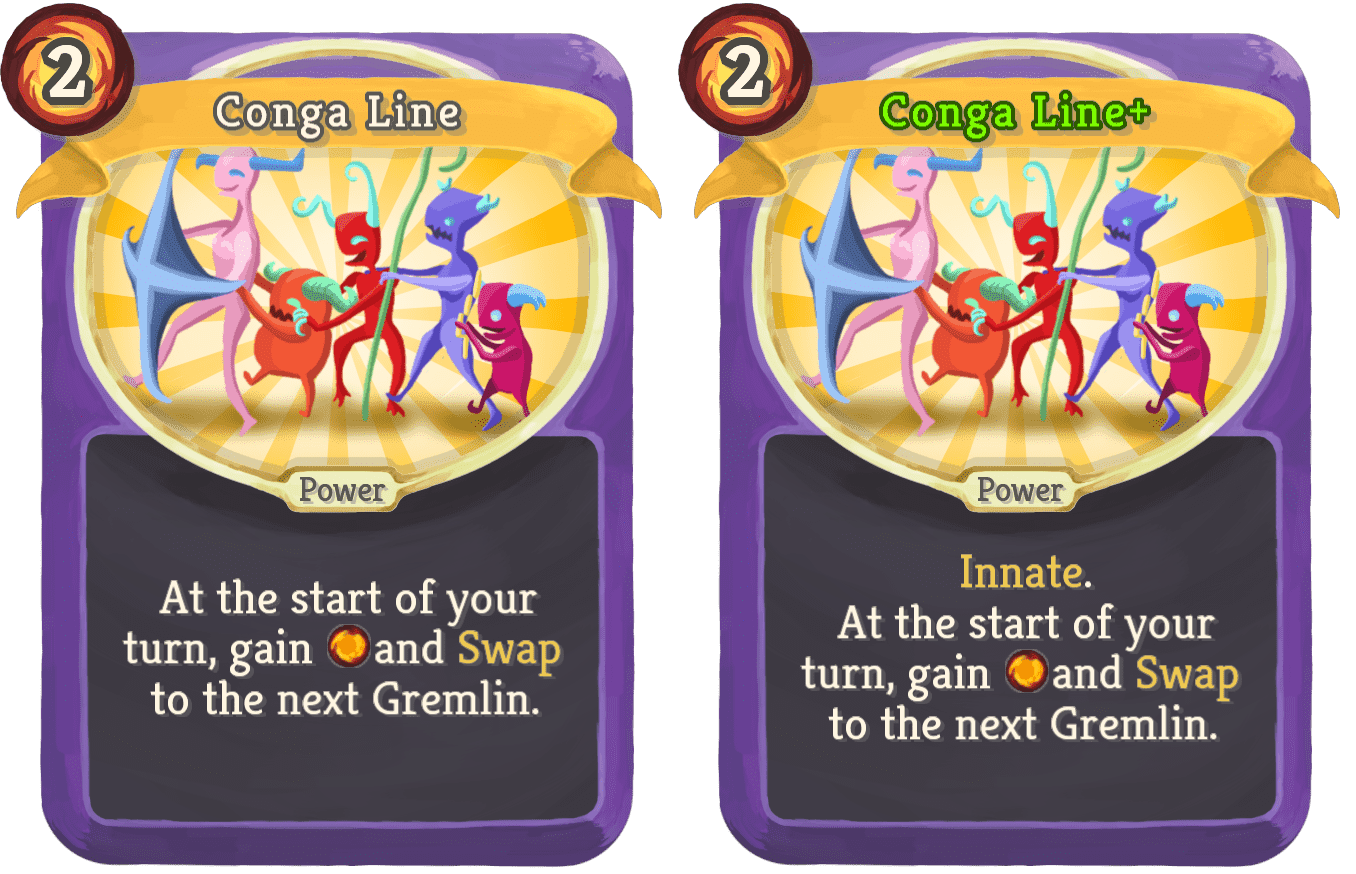 2
Conga Line
Power
At the start of your
turn, gain and Swap
to the next Gremlin.
2
Conga Line+
Power
Innate.
At the start of your
turn, gain and Swap
to the next Gremlin.